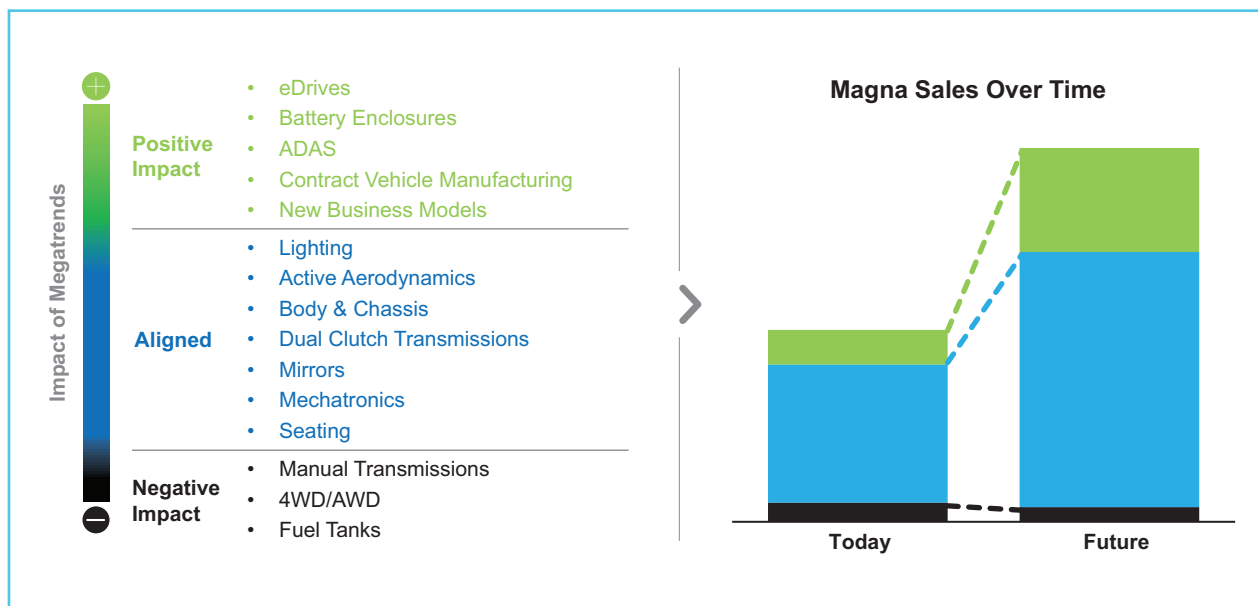 Impact of Megatrends
Positive
Impact
• eDrives
• Battery Enclosures
• ADAS
• Contract Vehicle Manufacturing
• New Business Models
Aligned
• Lighting
• Active Aerodynamics
• Body & Chassis
• Dual Clutch Transmissions
• Mirrors
• Mechatronics
• Seating
Negative
Impact
• Manual Transmissions
• 4WD/AWD
• Fuel Tanks
Magna Sales Over Time
Today
Future